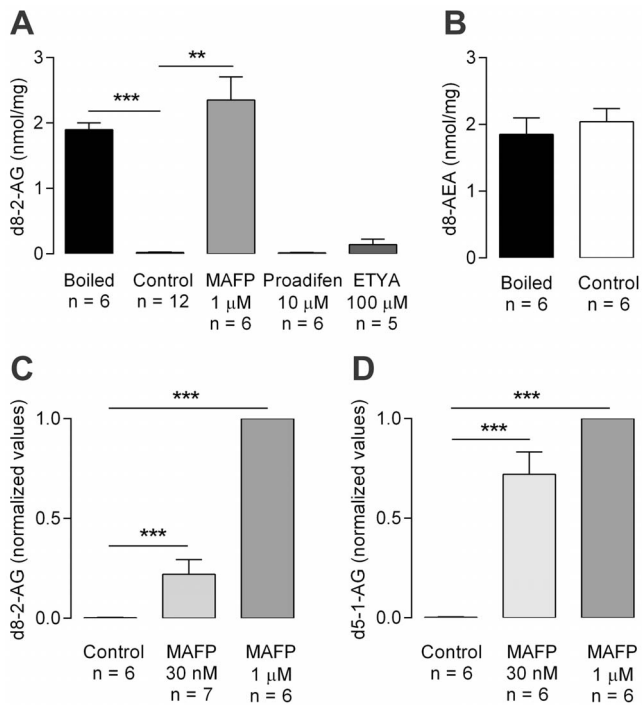 A
d8-2-AG (nmol/mg)
3
2
1
0
***
**
Boiled
n = 6
Control
n = 12
MAFP
1 μM
n = 6
Proadifen
10 μM
n = 6
ETYA
100 μM
n = 5
B
d8-AEA (nmol/mg)
3
2
1
0
Boiled
n = 6
Control
n = 6
C
d8-2-AG (normalized values)
1.0
0.5
0.0
***
***
Control
n = 6
MAFP
30 nM
n = 7
MAFP
1 μM
n = 6
D
d5-1-AG (normalized values)
1.0
0.5
0.0
***
***
Control
n = 6
MAFP
30 nM
n = 6
MAFP
1 μM
n = 6